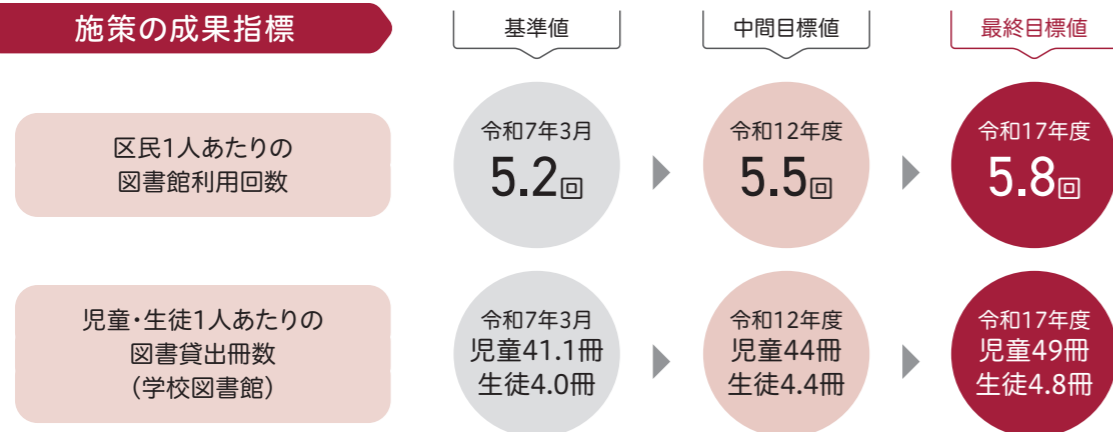 施策の成果指標
基準値
中間目標値
最終目標値
区民1人あたりの
図書館利用回数
令和7年3月
5.2回
令和12年度
5.5回
令和17年度
5.8回
児童・生徒1人あたりの
図書貸出冊数
（学校図書館）
令和7年3月
児童41.1冊
生徒4.0冊
令和12年度
児童44冊
生徒4.4冊
令和17年度
児童49冊
生徒4.8冊